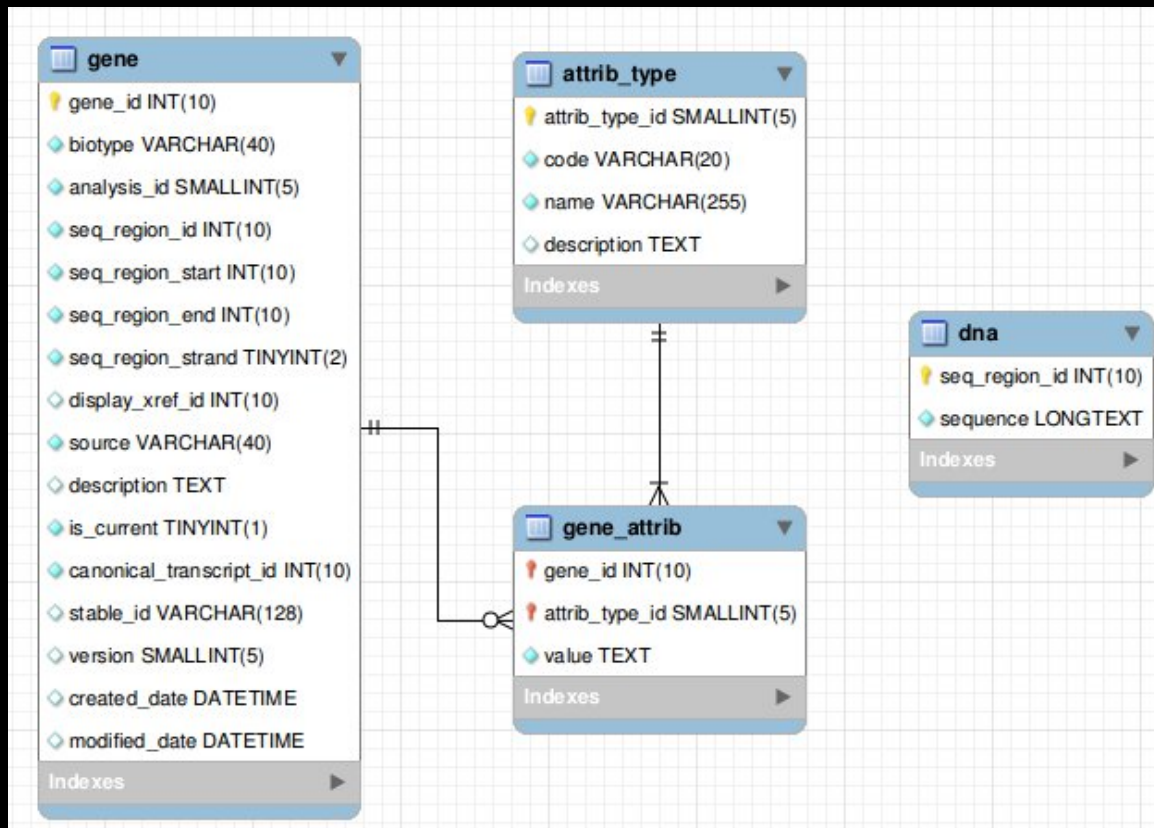 gene
gene_id INT(10)
biotype VARCHAR(40)
analysis_id SMALLINT(5)
seq_region_id INT(10)
seq_region_start INT(10)
seq_region_end INT(10)
seq_region_strand TINYINT(2)
display_xref_id INT(10)
source VARCHAR(40)
description TEXT
is_current TINYINT(1)
canonical_transcript_id INT(10)
stable_id VARCHAR(128)
version SMALLINT(5)
created_date DATETIME
modified_date DATETIME
Indexes
attrib_type
attrib_type_id SMALLINT(5)
code VARCHAR(20)
name VARCHAR(255)
description TEXT
Indexes
gene_attrib
gene_id INT(10)
attrib_type_id SMALLINT(5)
value TEXT
Indexes
dna
seq_region_id INT(10)
sequence LONGTEXT
Indexes